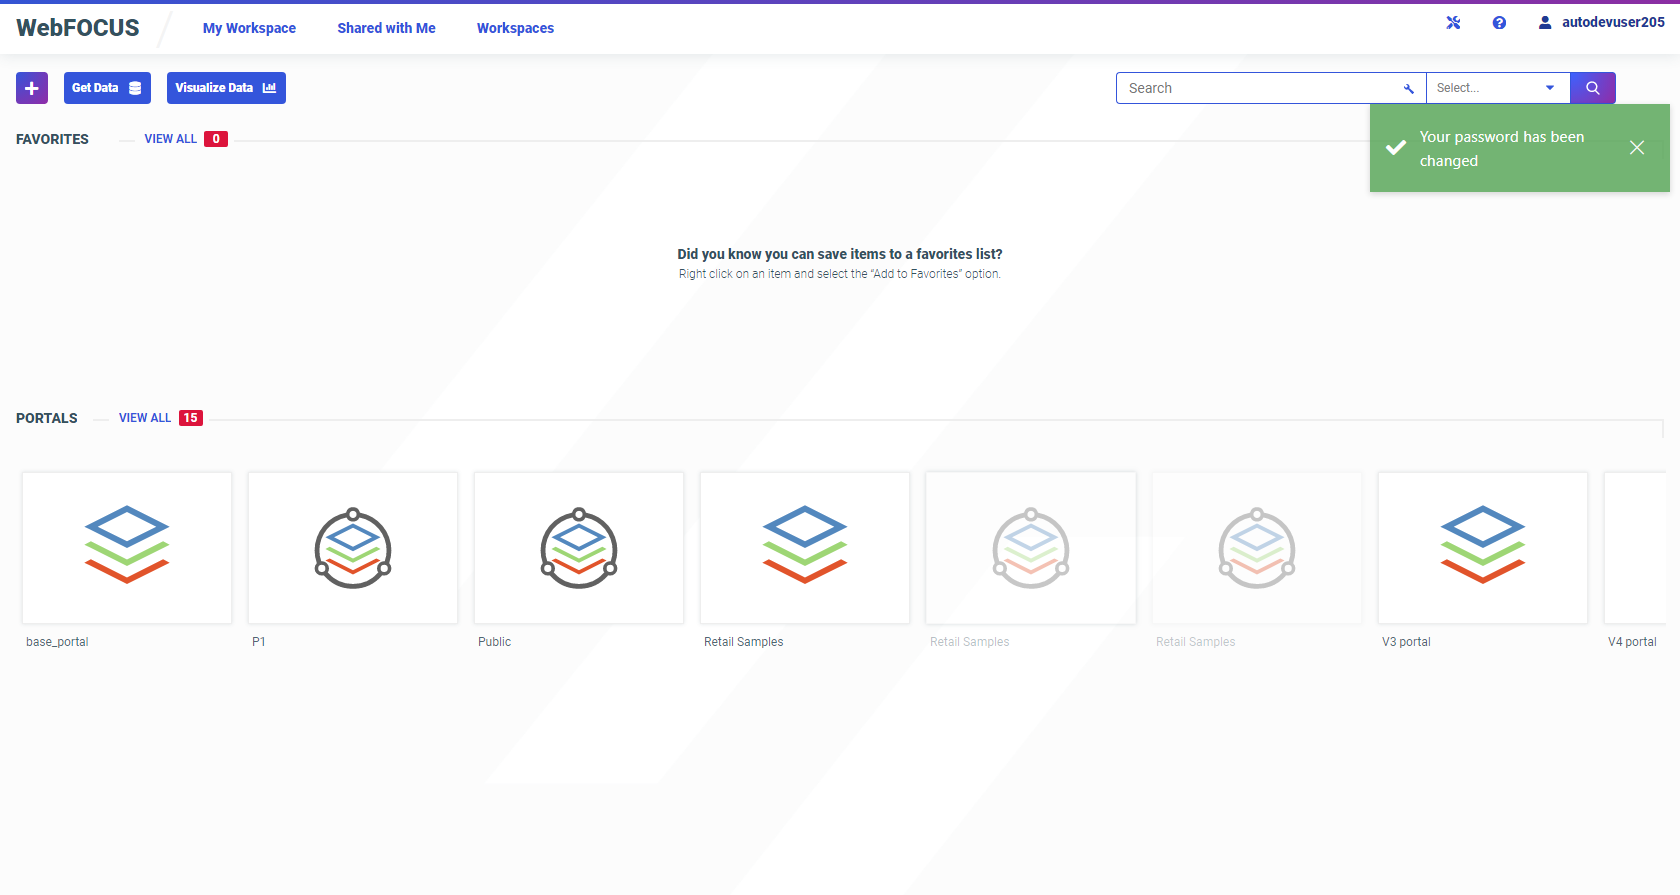 WebFOCUS
My Workspace
Shared with Me
Workspaces
autodevuser205
Get Data
Visualize Data
Search
Select...
FAVORITES
VIEW ALL 0
Your password has been
changed
Did you know you can save items to a favorites list?
Right click on an item and select the “Add to Favorites” option.
PORTALS
VIEW ALL 15
base_portal
P1
Public
Retail Samples
Retail Samples
Retail Samples
V3 portal
V4 portal